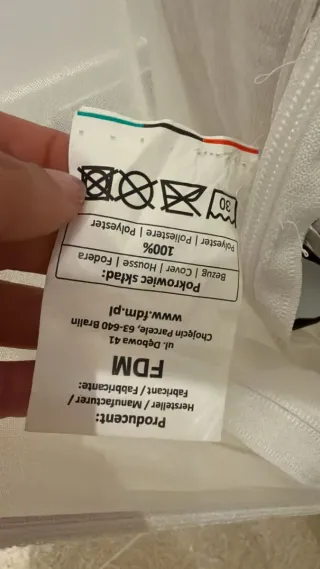 Producent:
Hersteller / Manufacturer /
Fabricant / Fabbricante:
FDM
ul. Dębowa 41
Chojęcin Parcele, 63-640 Bralin
www.fdm.pl
Pokrowiec skład:
Bezug | Cover | Housse | Fodera
100%
Polyester | Poliestere | Polyester
30